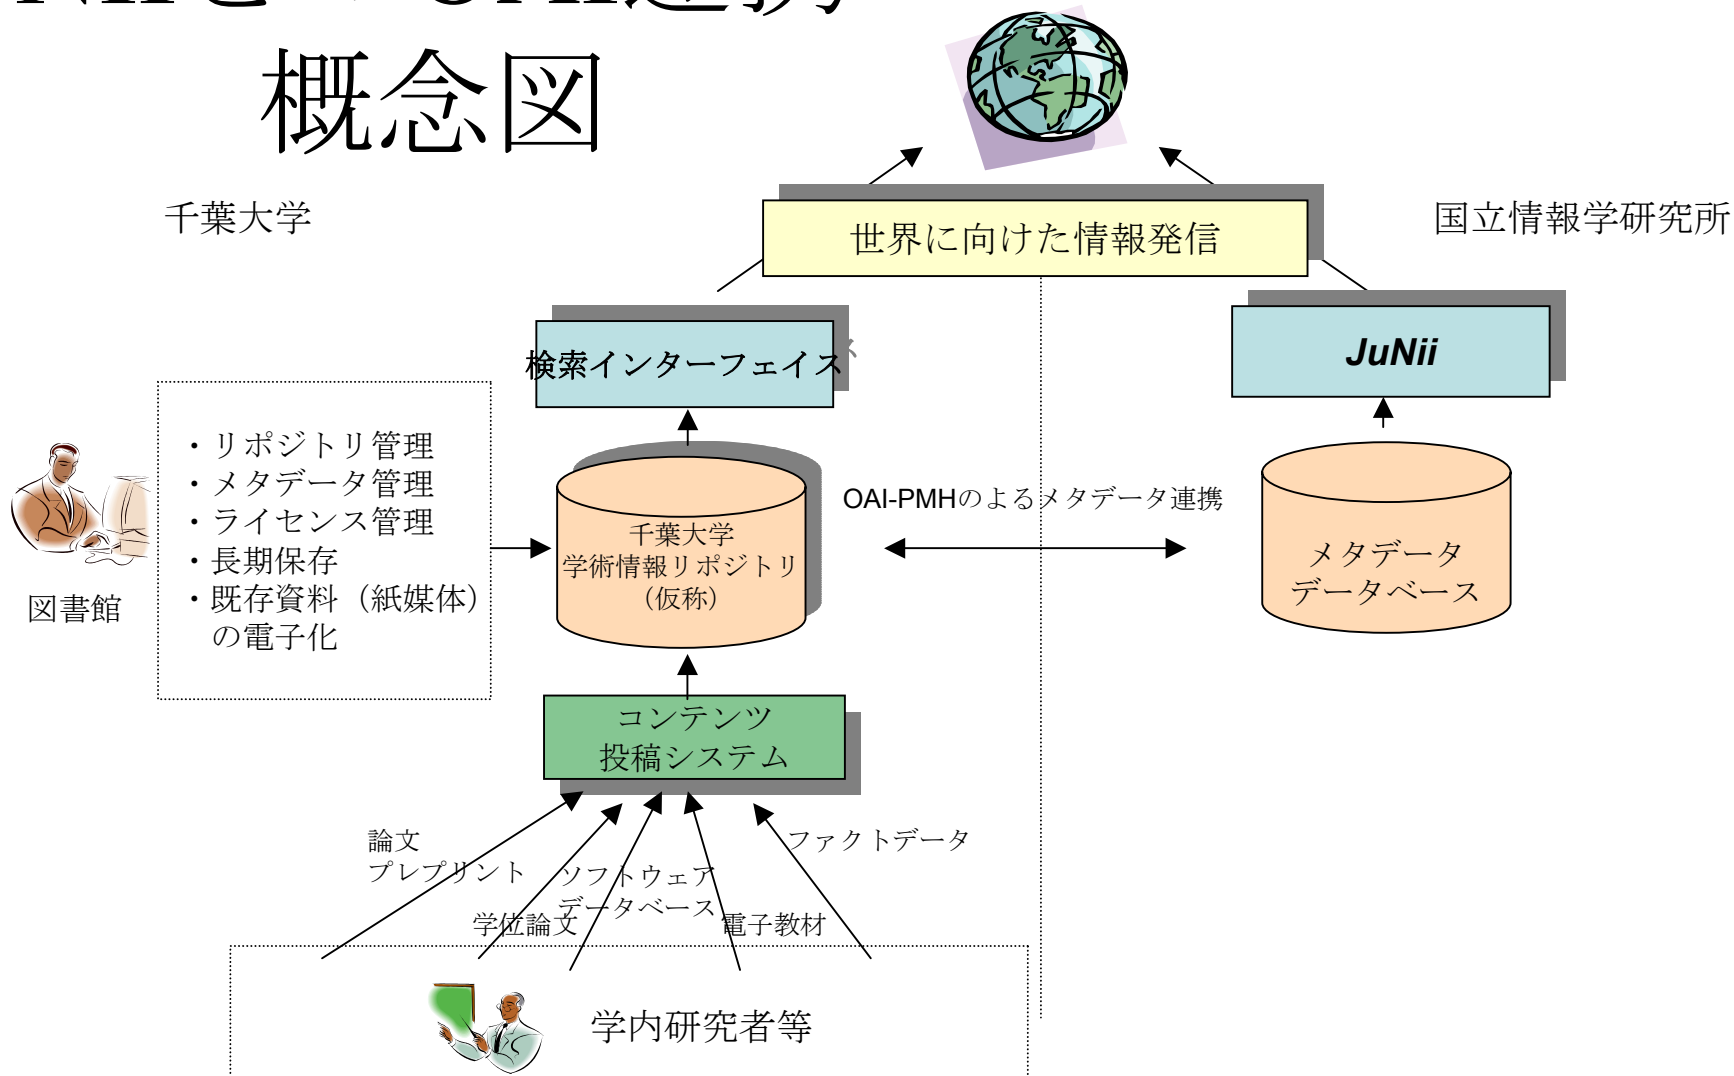 概念図
千葉大学
国立情報学研究所
世界に向けた情報発信
検索インターフェイス
JuNii
・リポジトリ管理
・メタデータ管理
・ライセンス管理
・長期保存
・既存資料（紙媒体）
の電子化
図書館
千葉大学
学術情報リポジトリ
（仮称）
OAI-PMHのよるメタデータ連携
メタデータ
データベース
コンテンツ
投稿システム
論文
プレプリント
学位論文
ソフトウェア
データベース
電子教材
ファクトデータ
学内研究者等